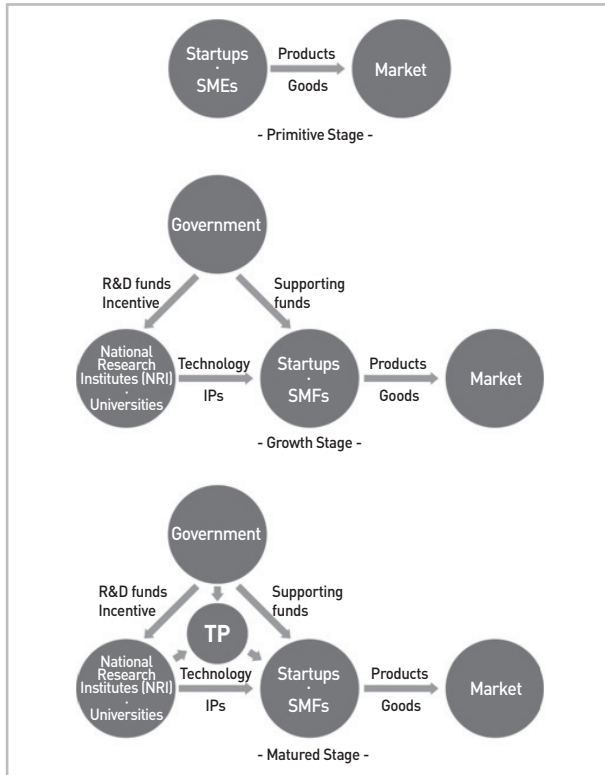 Startups
·
SMEs
Products
Goods
Market
- Primitive Stage -
Government
R&D funds
Incentive
Supporting
funds
National
Research
Institutes (NRI)
·
Universities
Technology
IPs
Startups
·
SMFs
Products
Goods
Market
- Growth Stage -
Government
R&D funds
Incentive
Supporting
funds
TP
National
Research
Institutes (NRI)
·
Universities
Technology
IPs
Startups
·
SMFs
Products
Goods
Market
- Matured Stage -